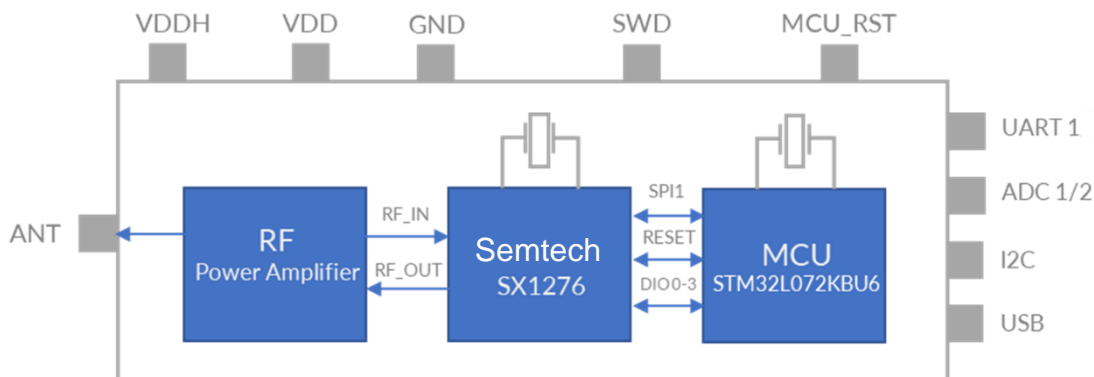 VDDH
VDD
GND
SWD
MCU_RST
UART 1
ADC 1/2
I2C
USB
ANT
RF
Power Amplifier
RF_IN
RF_OUT
Semtech
SX1276
SPI1
RESET
DIO0-3
MCU
STM32L072KBU6